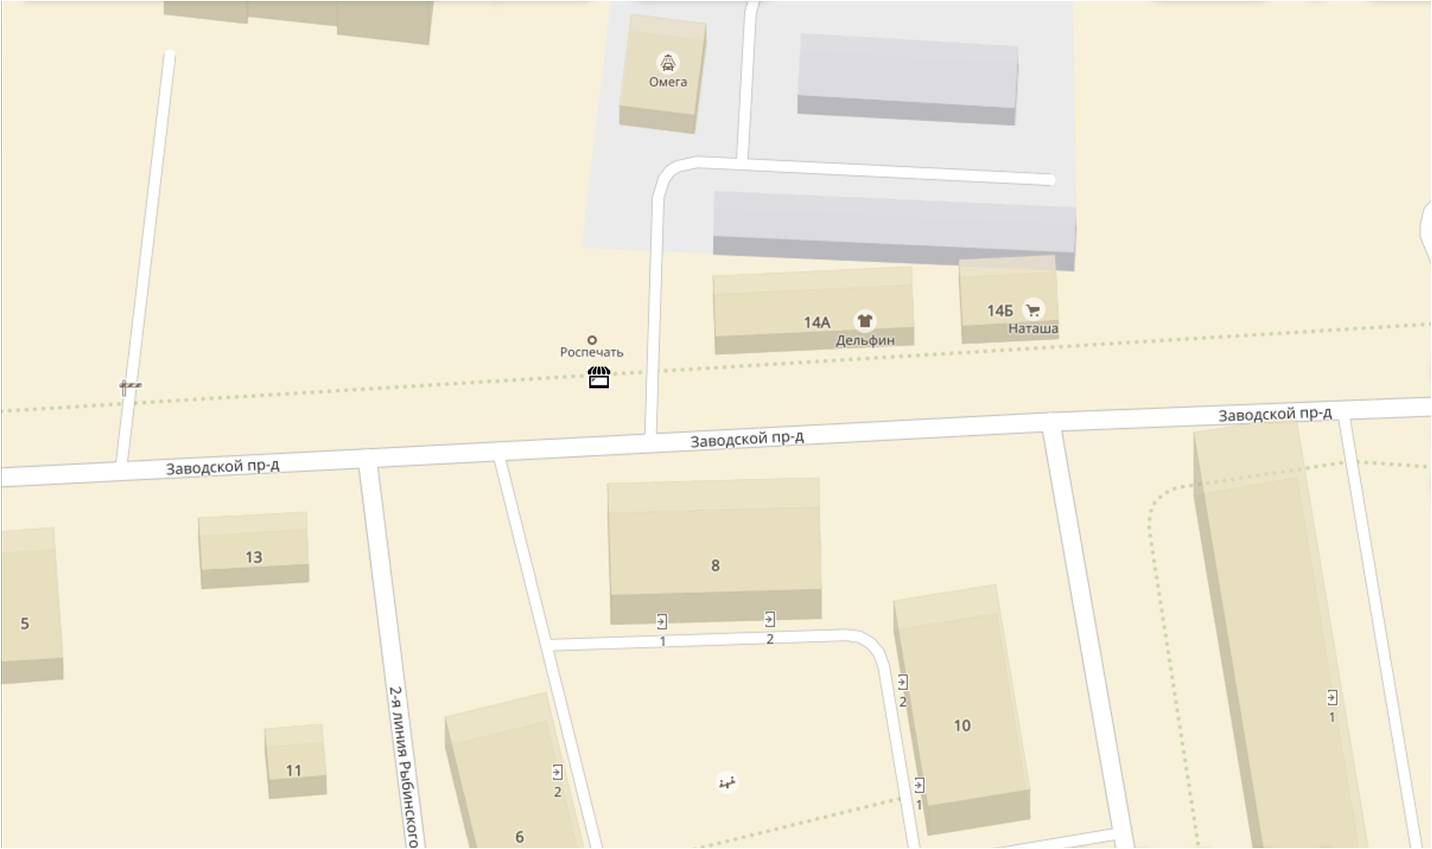 Омега
14А
Дельфин
14Б
Наташа
Роспечать
Заводской пр-д
Заводской пр-д
Заводской пр-д
13
8
5
1
2
2
10
1
2-я линия Рыбинского
11
2
6
1